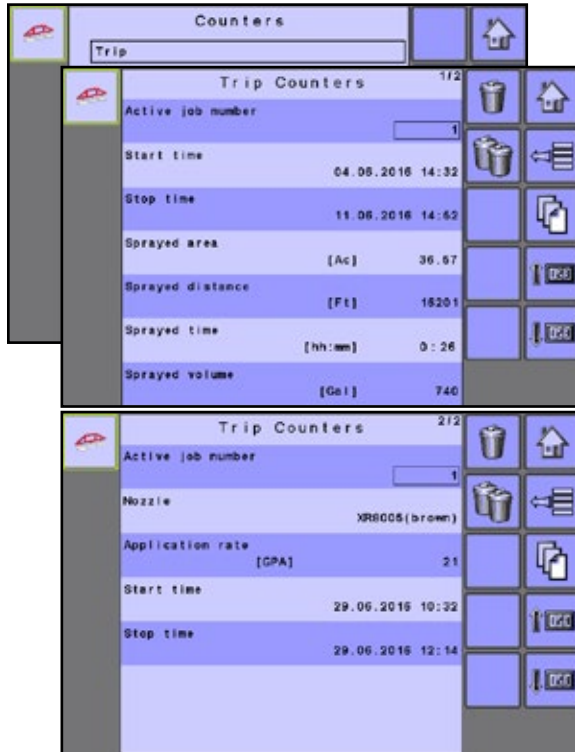 Counters
Trip
Trip Counters 1/2
Active job number
1
Start time
04.06.2016 14:32
Stop time
11.06.2016 14:52
Sprayed area
[Ac] 36.57
Sprayed distance
[Ft] 15201
Sprayed time
[hh:mm] 0:26
Sprayed volume
[Gal] 740
Trip Counters 2/2
Active job number
1
Nozzle
XR8005(brown)
Application rate
[GPA] 21
Start time
29.06.2016 10:32
Stop time
29.06.2016 12:14